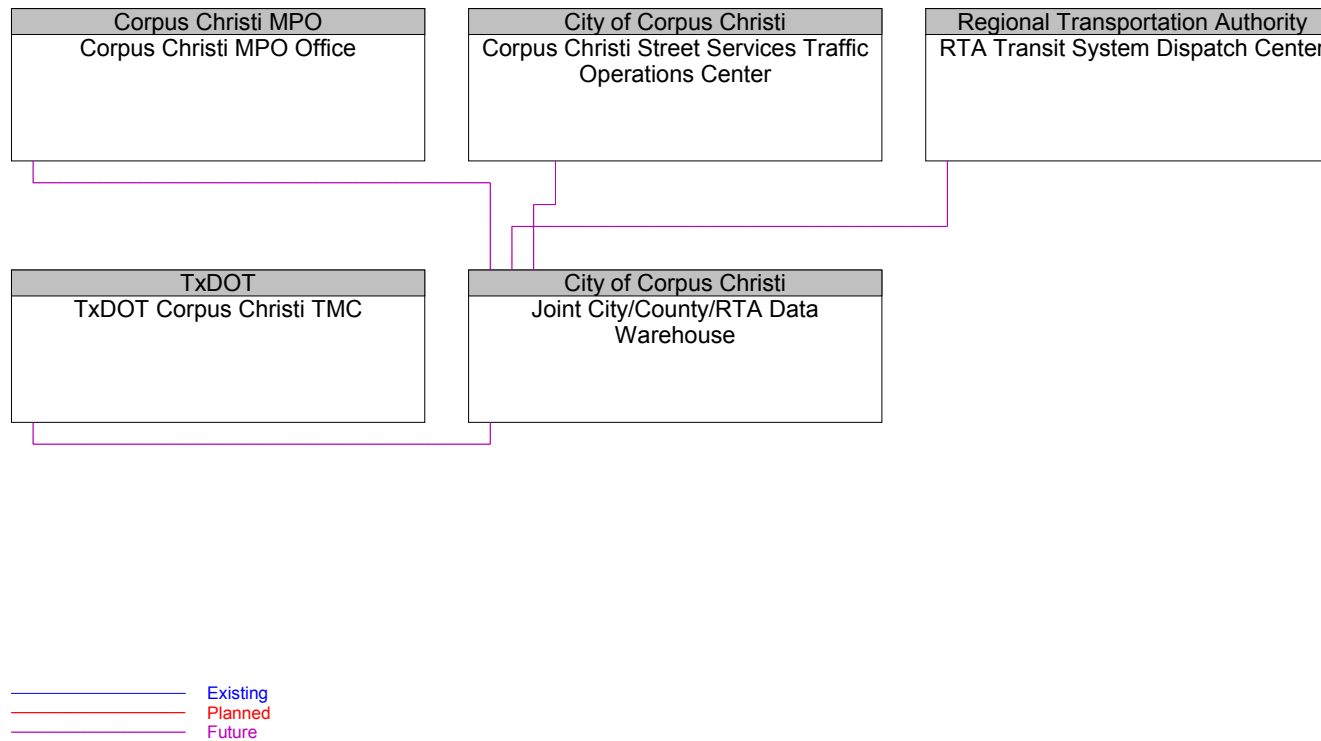 Corpus Christi MPO
Corpus Christi MPO Office
City of Corpus Christi
Corpus Christi Street Services Traffic
Operations Center
Regional Transportation Authority
RTA Transit System Dispatch Center
TxDOT
TxDOT Corpus Christi TMC
City of Corpus Christi
Joint City/County/RTA Data
Warehouse
Existing
Planned
Future